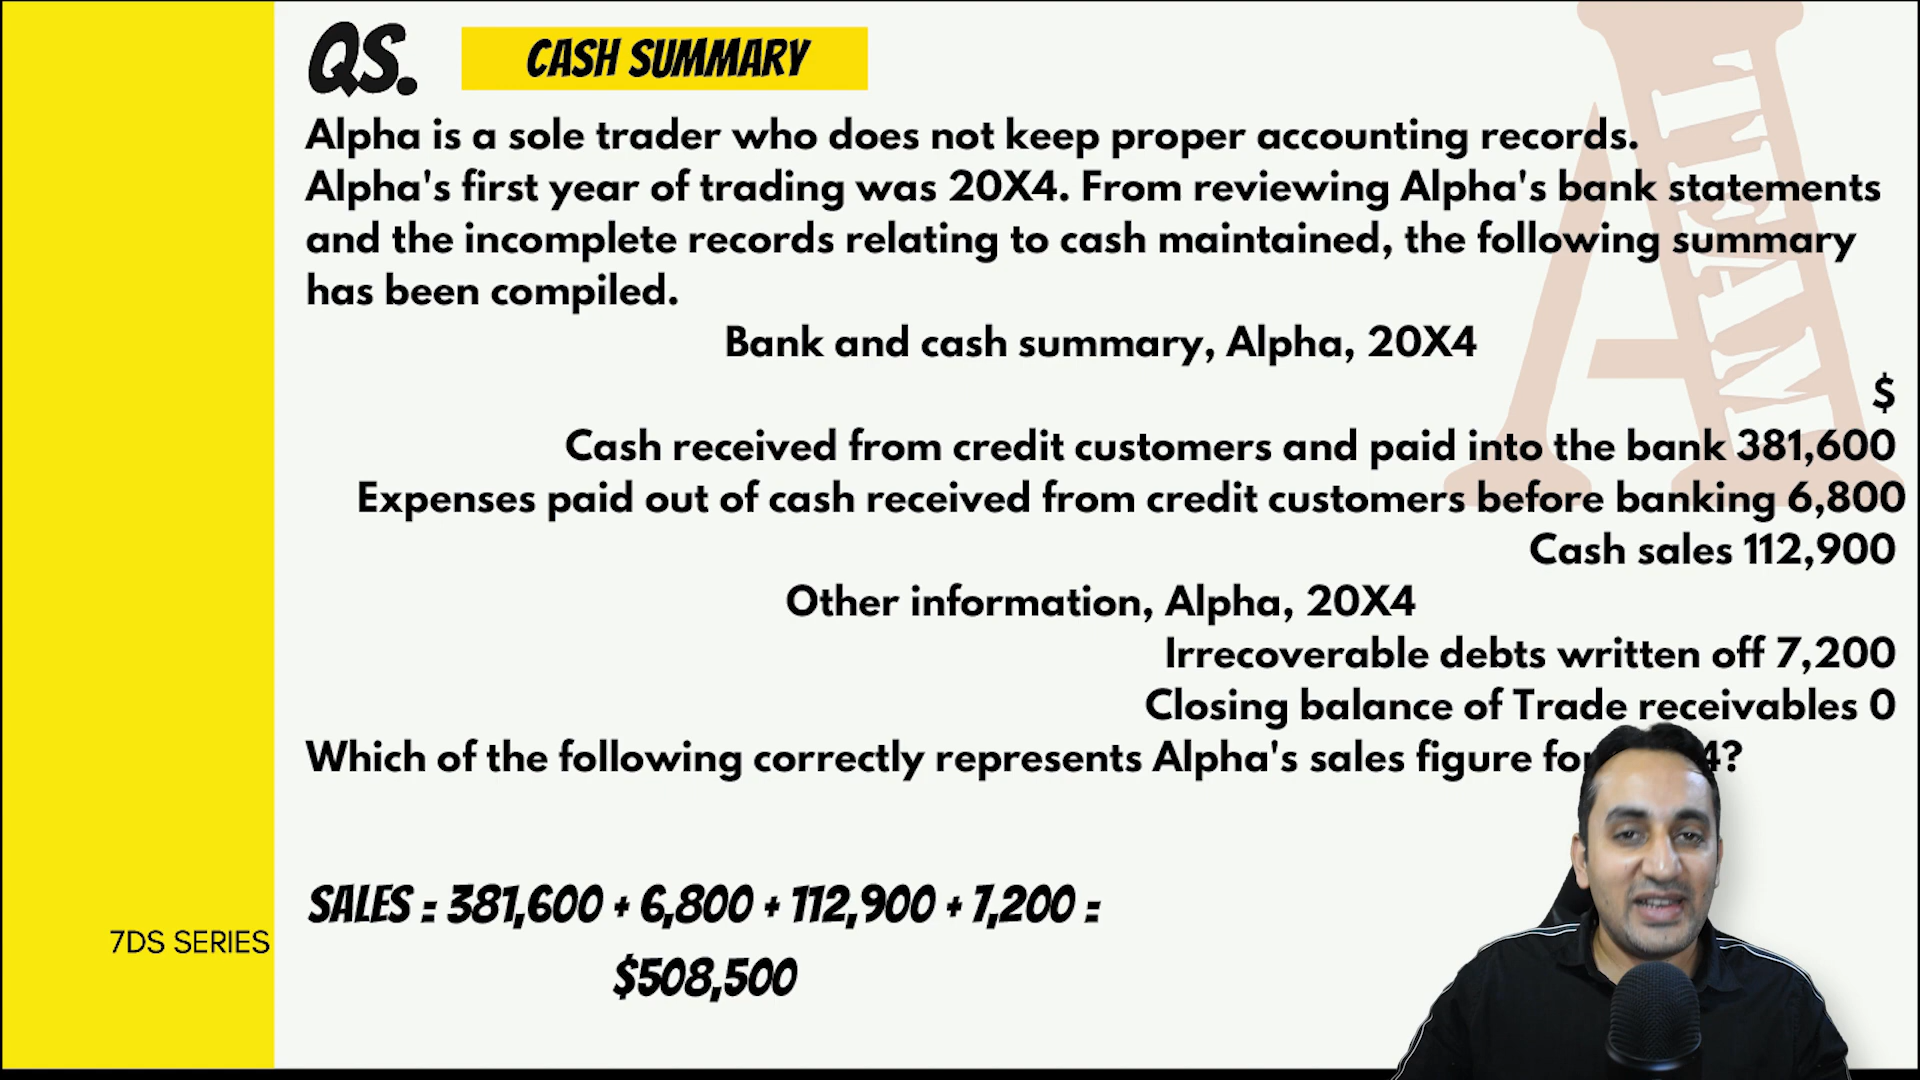 QS.
CASH SUMMARY
Alpha is a sole trader who does not keep proper accounting records.
Alpha's first year of trading was 20X4. From reviewing Alpha's bank statements
and the incomplete records relating to cash maintained, the following summary
has been compiled.
Bank and cash summary, Alpha, 20X4
$
Cash received from credit customers and paid into the bank 381,600
Expenses paid out of cash received from credit customers before banking 6,800
Cash sales 112,900
Other information, Alpha, 20X4
Irrecoverable debts written off 7,200
Closing balance of Trade receivables 0
Which of the following correctly represents Alpha's sales figure 4?
SALES = 381,600 + 6,800 + 112,900 + 7,200 =
$508,500
7DS SERIES
A TEAM